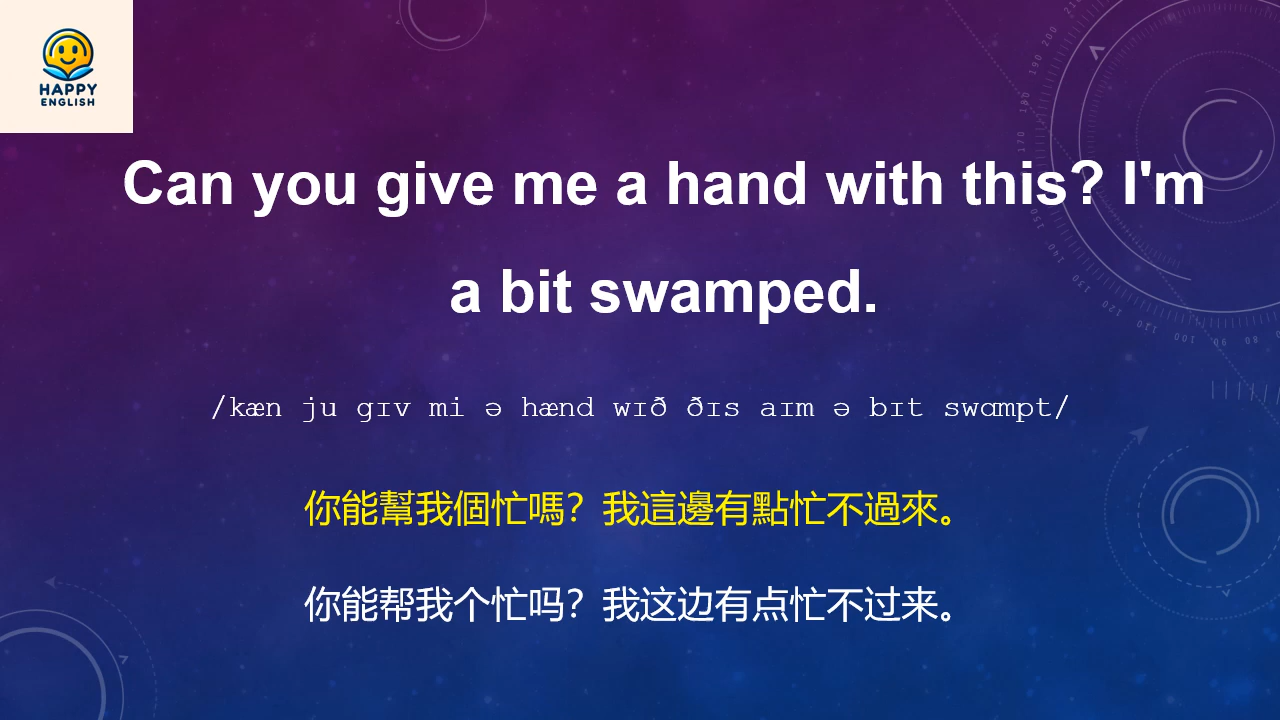 HAPPY
ENGLISH
Can you give me a hand with this? I'm
a bit swamped.
/kæn ju gɪv mi ə hænd wɪð ðɪs aɪm ə bɪt swɑmpt/
你能幫我個忙嗎？我這邊有點忙不過來。
你能帮我个忙吗？我这边有点忙不过来。